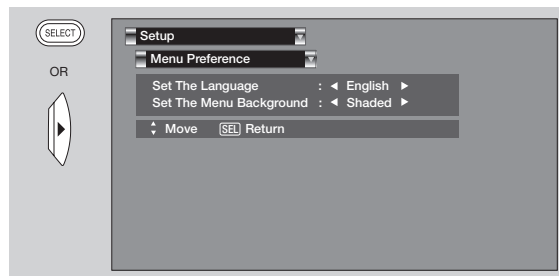 SELECT
OR
Setup
Menu Preference
Set The Language : ◄ English ►
Set The Menu Background : ◄ Shaded ►
Move SEL Return